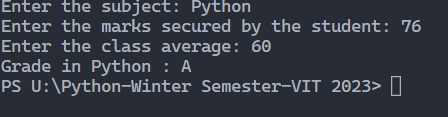 Enter the subject: Python
Enter the marks secured by the student: 76
Enter the class average: 60
Grade in Python : A
PS U:\Python-Winter Semester-VIT 2023>